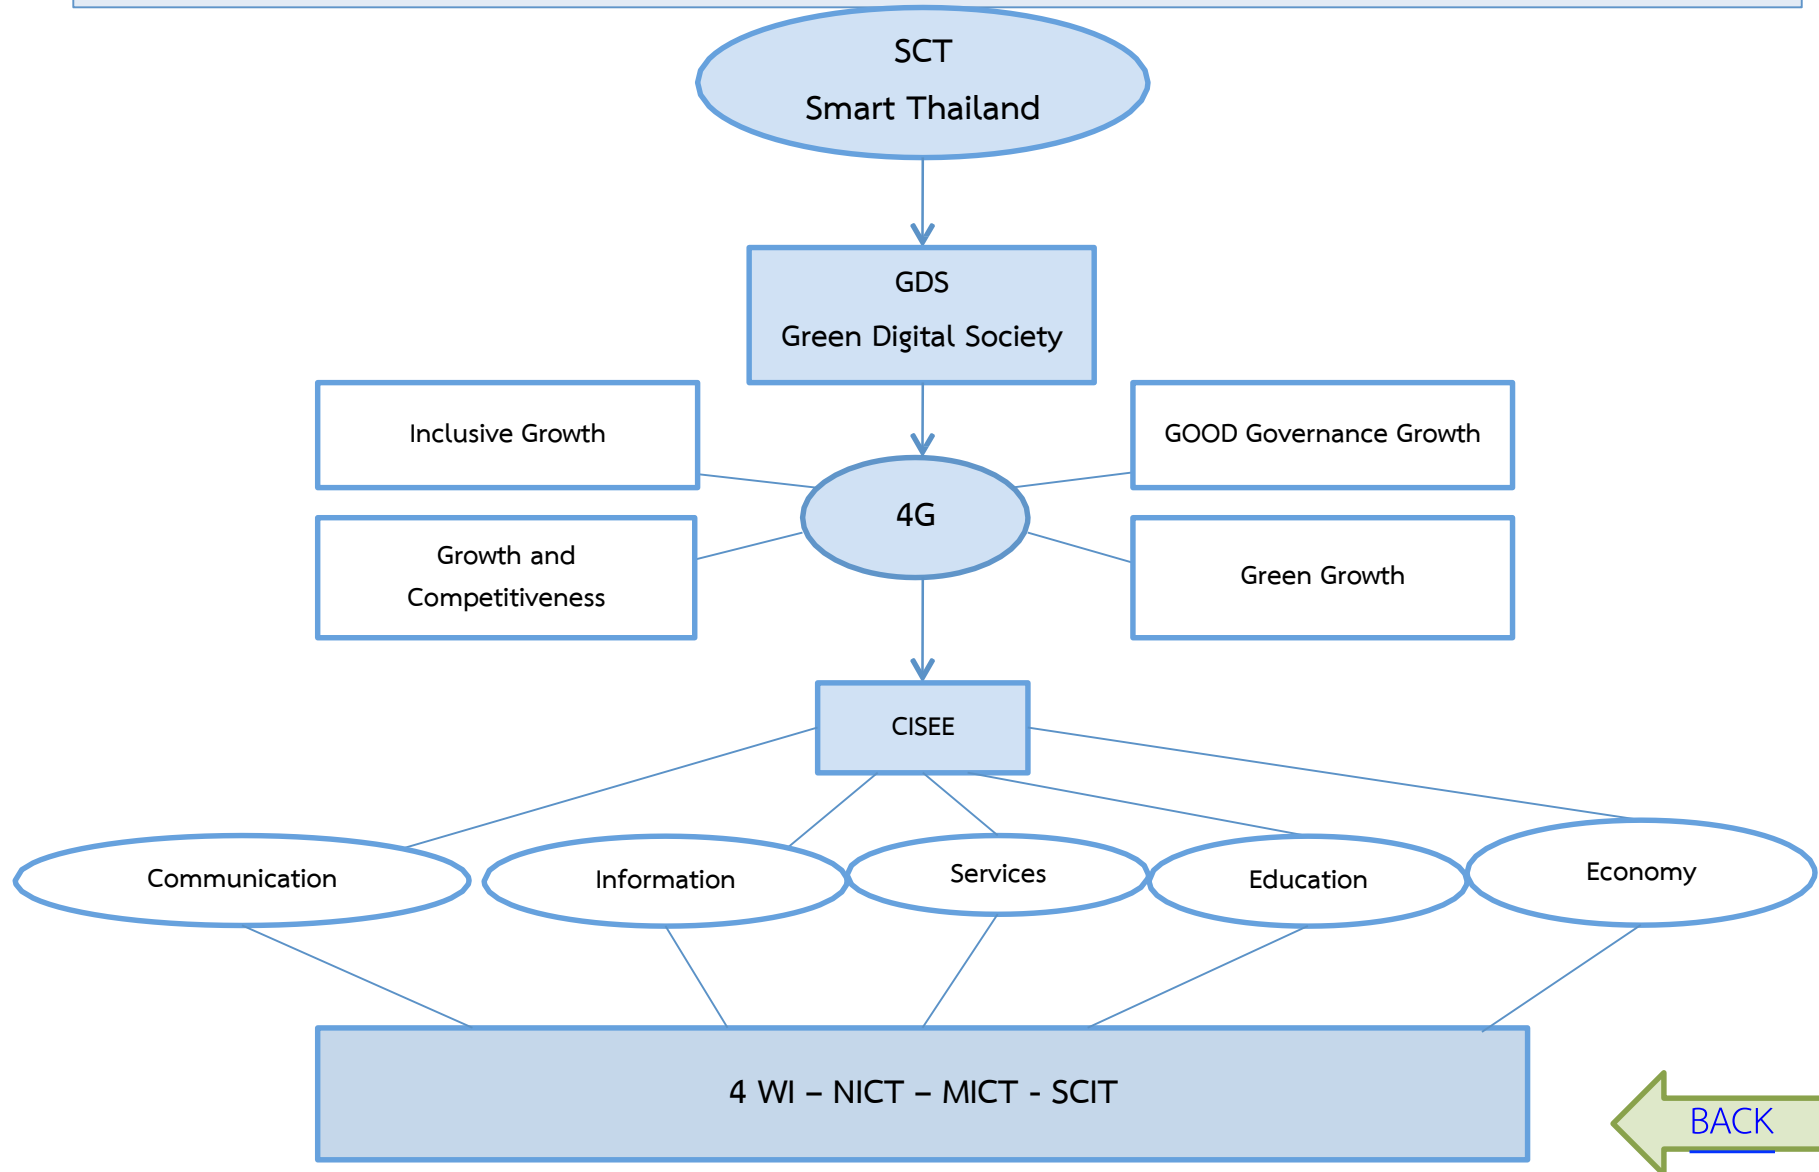 SCT
Smart Thailand
GDS
Green Digital Society
Inclusive Growth
GOOD Governance Growth
4G
Growth and
Competitiveness
Green Growth
CISEE
Communication
Information
Services
Education
Economy
4 WI – NICT – MICT - SCIT
BACK